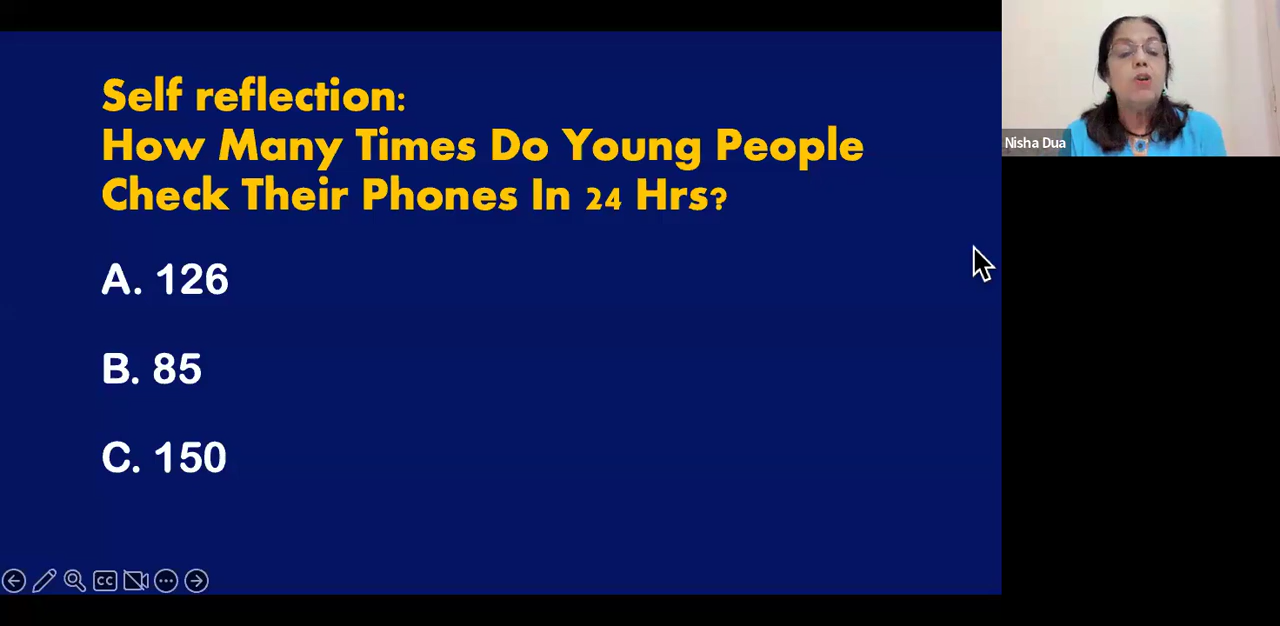 Self reflection:
How Many Times Do Young People
Check Their Phones In 24 Hrs?
A. 126
B. 85
C. 150
Nisha Dua
CC